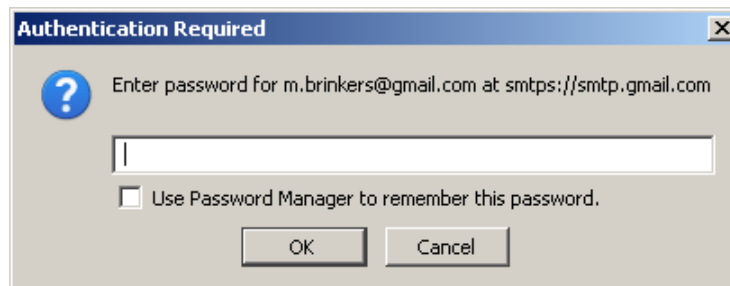 Authentication Required
Enter password for m.brinkers@gmail.com at smtps://smtp.gmail.com
Use Password Manager to remember this password.
OK Cancel